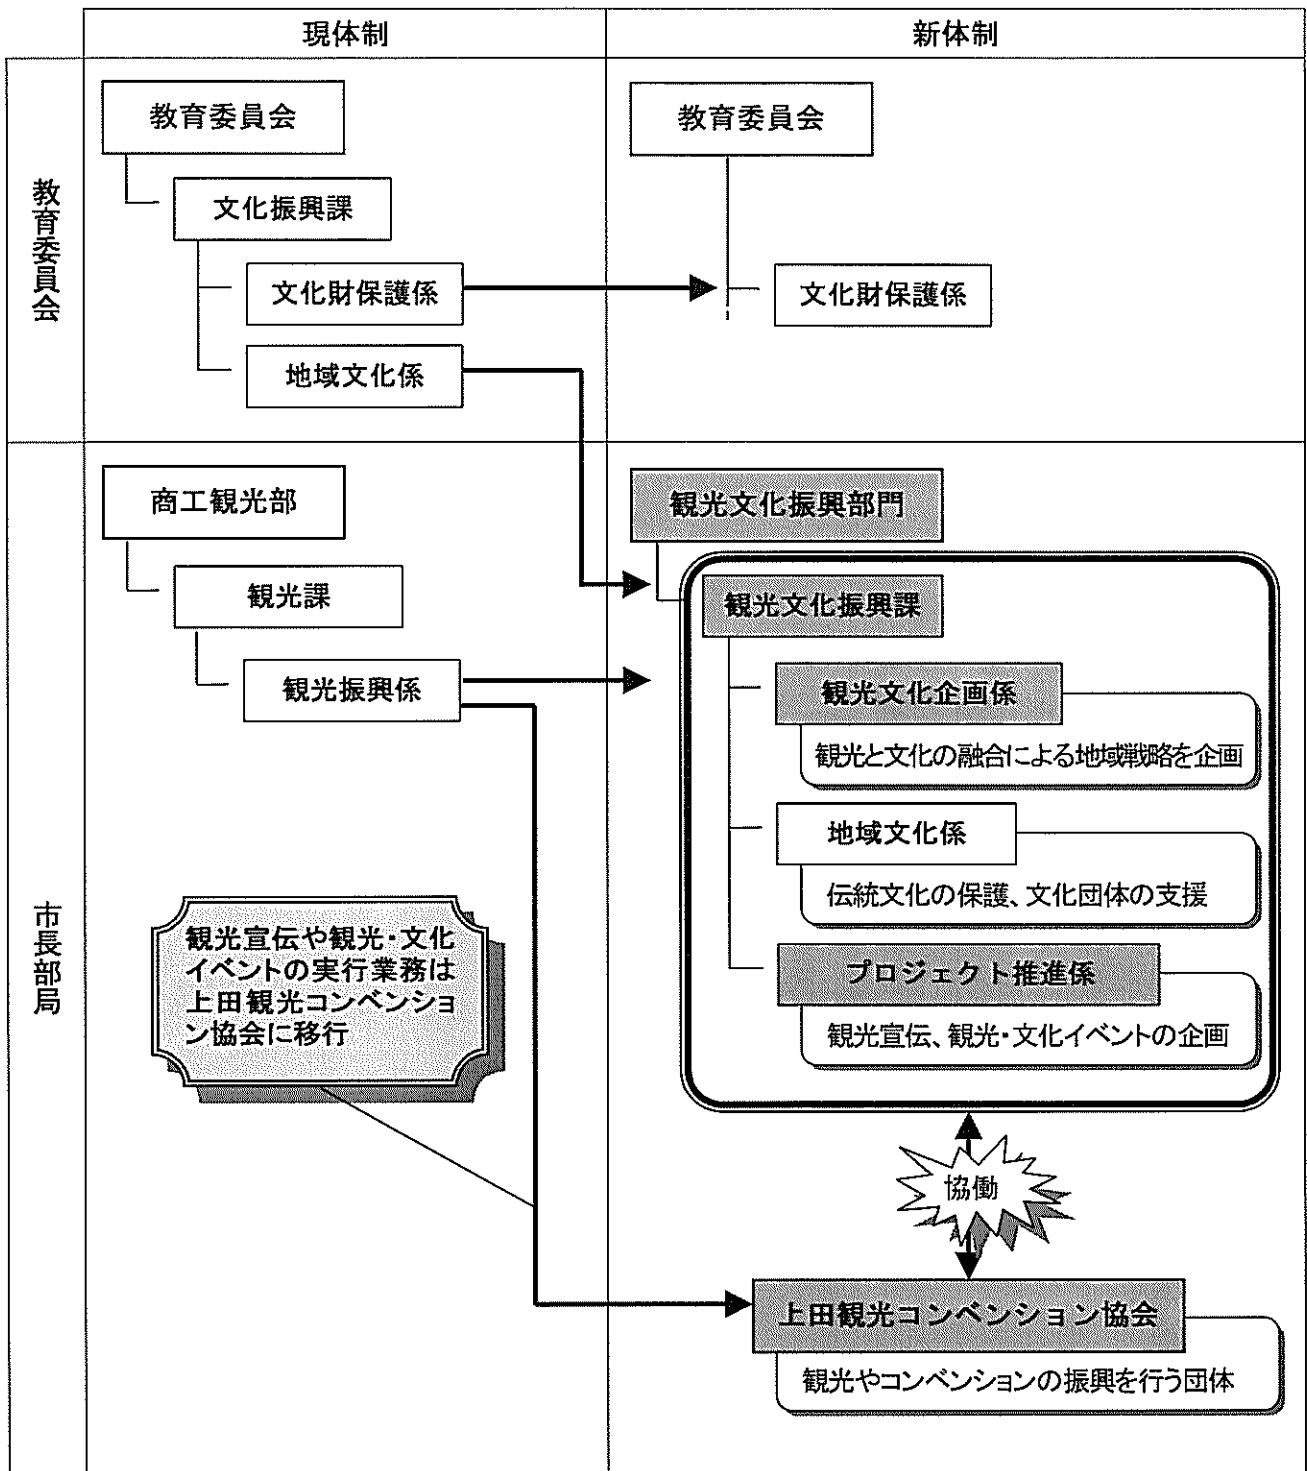 現体制
新体制
教育委員会
教育委員会
文化振興課
文化財保護係
地域文化係
教育委員会
文化財保護係
市長部局
商工観光部
観光課
観光振興係
観光宣伝や観光・文化
イベントの実行業務は
上田観光コンベンショ
ン協会に移行
観光文化振興部門
観光文化振興課
観光文化企画係
観光と文化の融合による地域戦略を企画
地域文化係
伝統文化の保護、文化団体の支援
プロジェクト推進係
観光宣伝、観光・文化イベントの企画
協働
上田観光コンベンション協会
観光やコンベンションの振興を行う団体